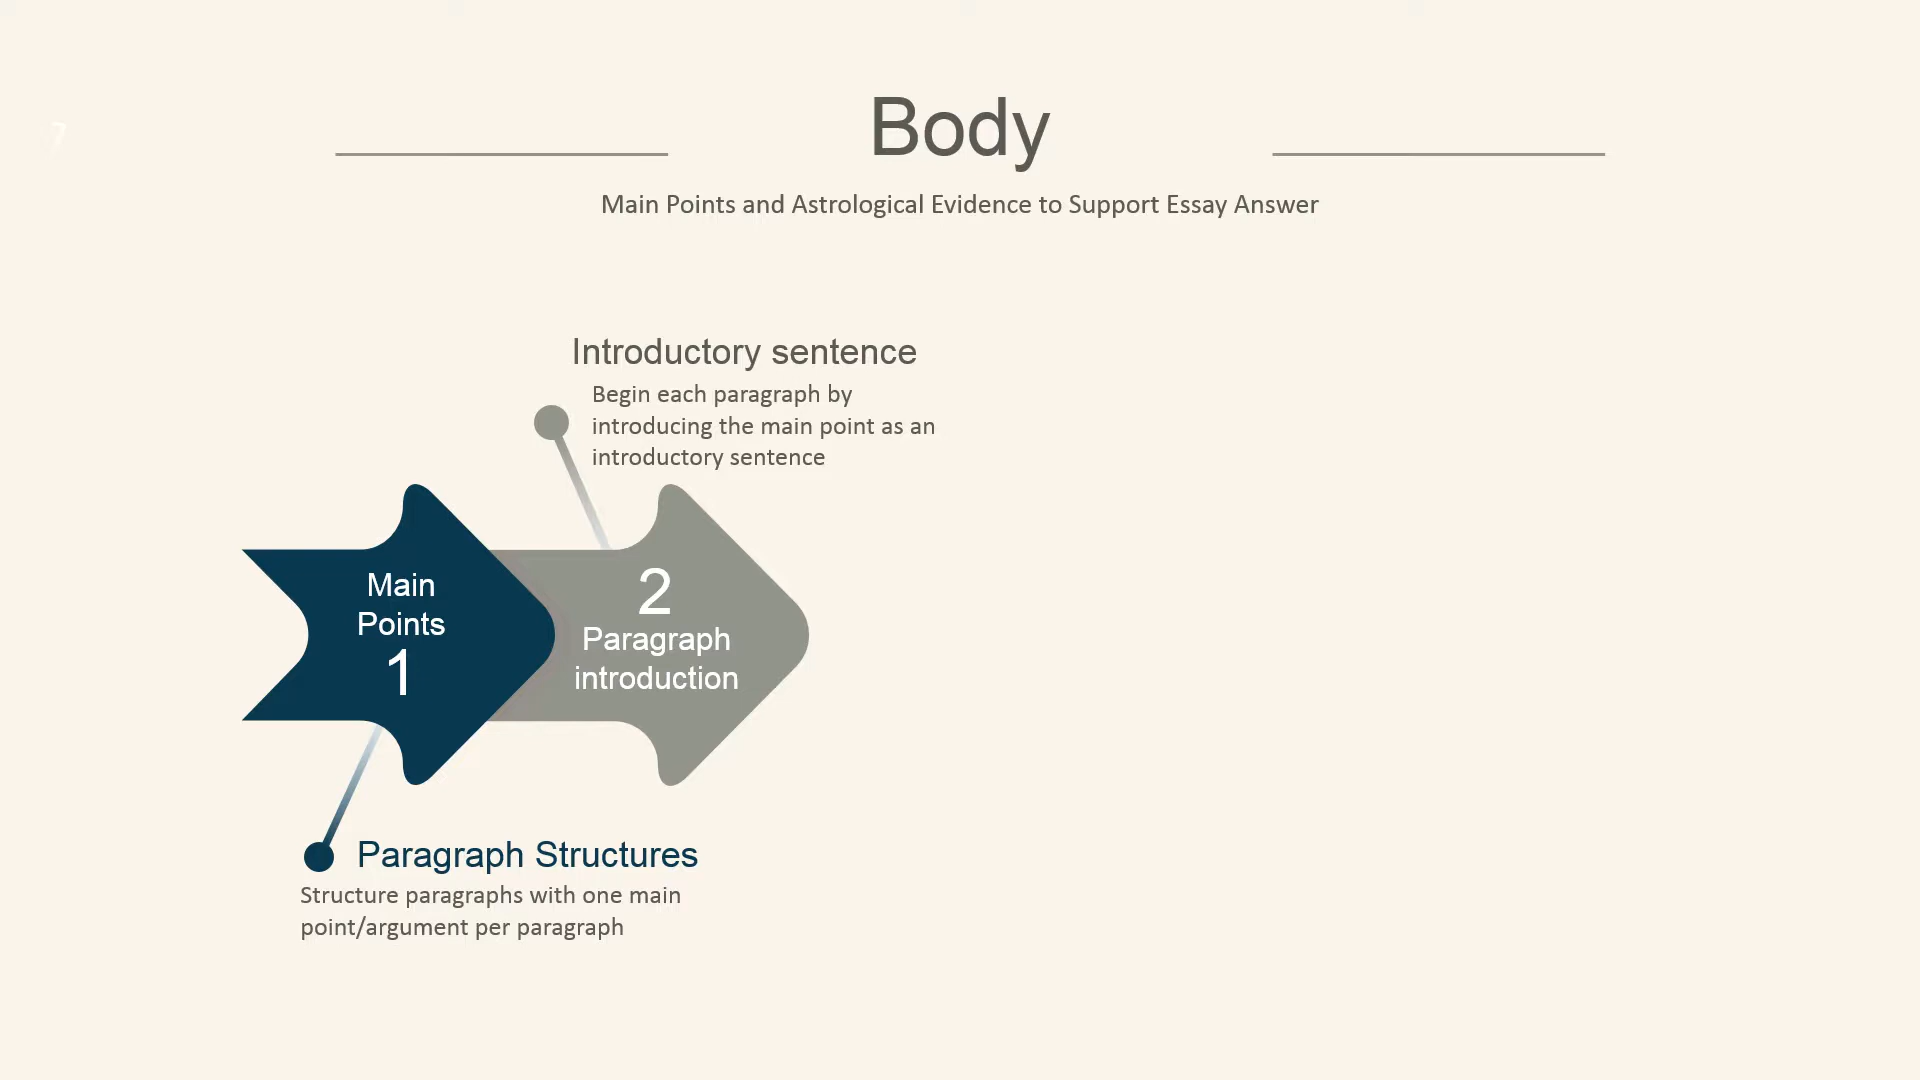 Body
Main Points and Astrological Evidence to Support Essay Answer
Introductory sentence
Begin each paragraph by
introducing the main point as an
introductory sentence
Main
Points
1
2
Paragraph
introduction
Paragraph Structures
Structure paragraphs with one main
point/argument per paragraph